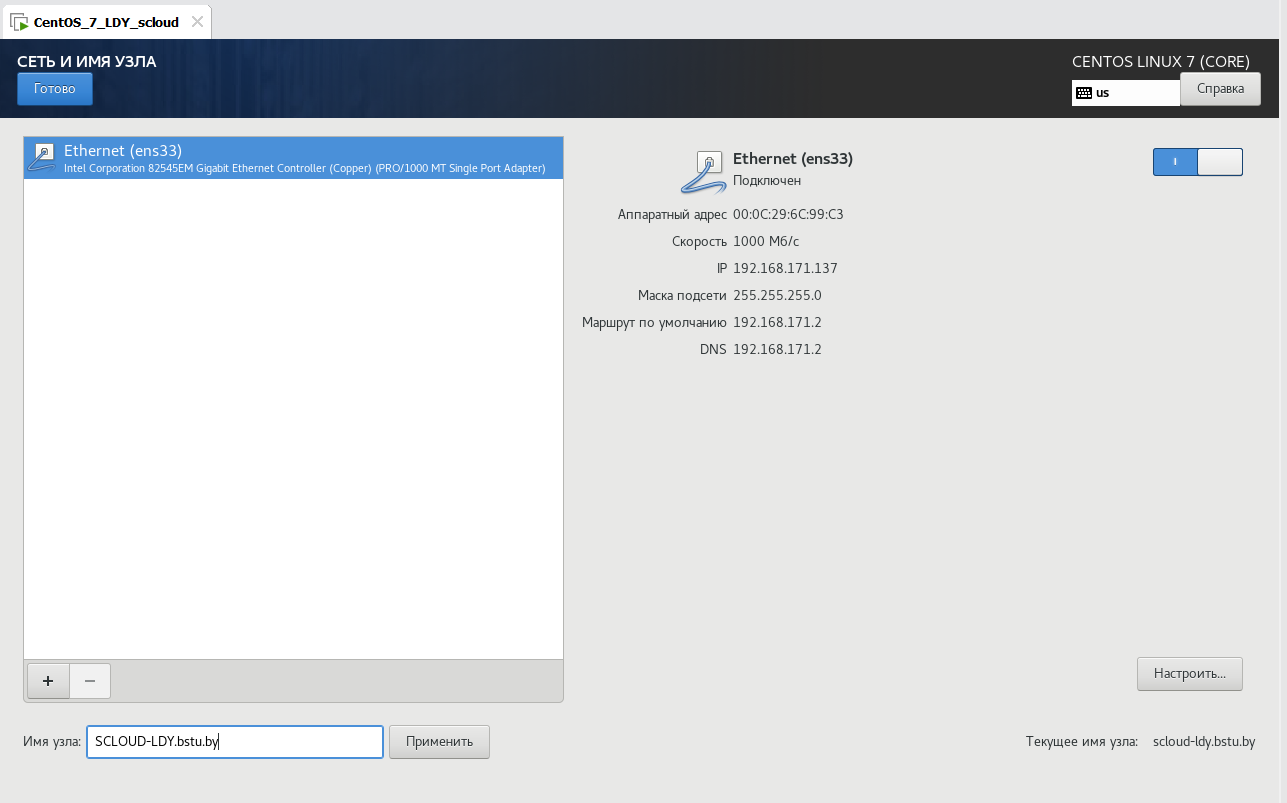 CentOS_7_LDY_scloud
СЕТЬ И ИМЯ УЗЛА
CENTOS LINUX 7 (CORE)
Готово
us
Справка
Ethernet (ens33)
Intel Corporation 82545EM Gigabit Ethernet Controller (Copper) (PRO/1000 MT Single Port Adapter)
Ethernet (ens33)
Подключен
Аппаратный адрес 00:0C:29:6C:99:C3
Скорость 1000 Мб/с
IP 192.168.171.137
Маска подсети 255.255.255.0
Маршрут по умолчанию 192.168.171.2
DNS 192.168.171.2
Настроить...
Имя узла: SCLOUD-LDY.bstu.by
Применить
Текущее имя узла: scloud-ldy.bstu.by